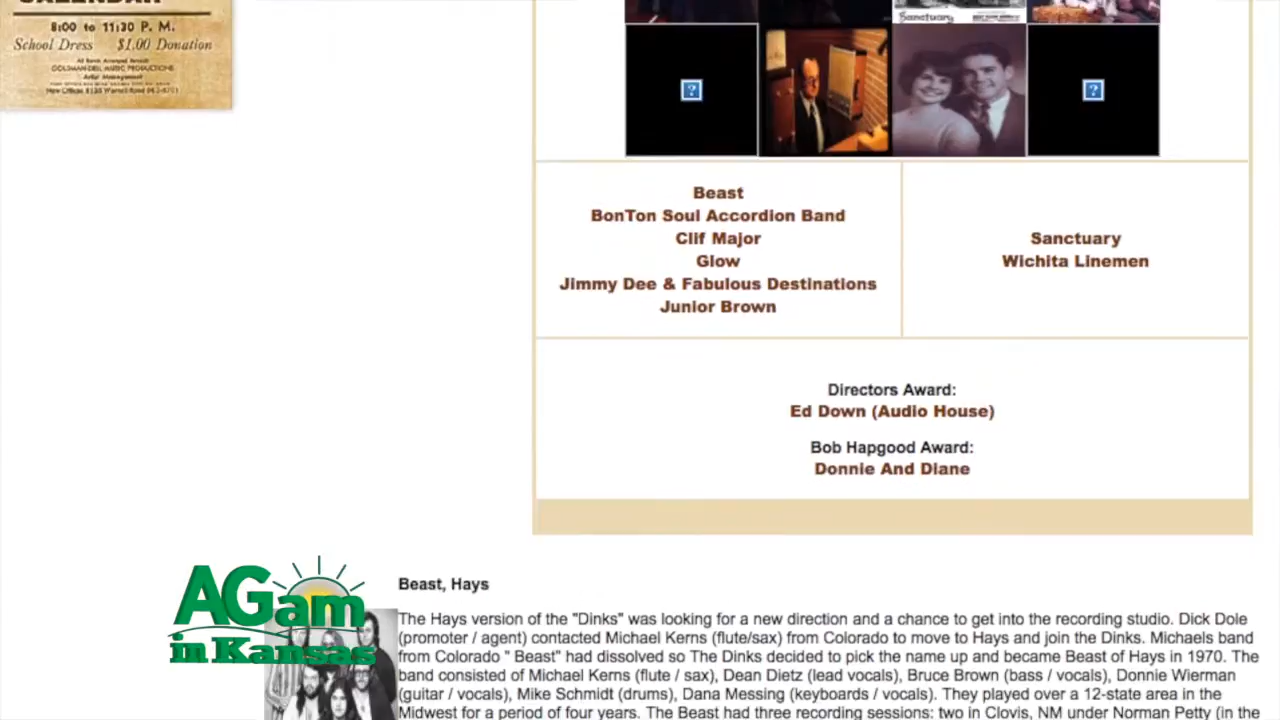 CALENDAR
8:00 to 11:30 P. M.
School Dress $1.00 Donation
Sanctuary
Beast
BonTon Soul Accordion Band
Clif Major
Glow
Jimmy Dee & Fabulous Destinations
Junior Brown
Sanctuary
Wichita Linemen
Directors Award:
Ed Down (Audio House)
Bob Hapgood Award:
Donnie And Diane
AGam
in Kansas
Beast, Hays
The Hays version of the "Dinks" was looking for a new direction and a chance to get into the recording studio. Dick Dole
(promoter / agent) contacted Michael Kerns (flute/sax) from Colorado to move to Hays and join the Dinks. Michaels band
from Colorado " Beast" had dissolved so The Dinks decided to pick the name up and became Beast of Hays in 1970. The
band consisted of Michael Kerns (flute / sax), Dean Dietz (lead vocals), Bruce Brown (bass / vocals), Donnie Wierman
(guitar / vocals), Mike Schmidt (drums), Dana Messing (keyboards / vocals). They played over a 12-state area in the
Midwest for a period of four years. The Beast had three recording sessions: two in Clovis, NM under Norman Petty (in the